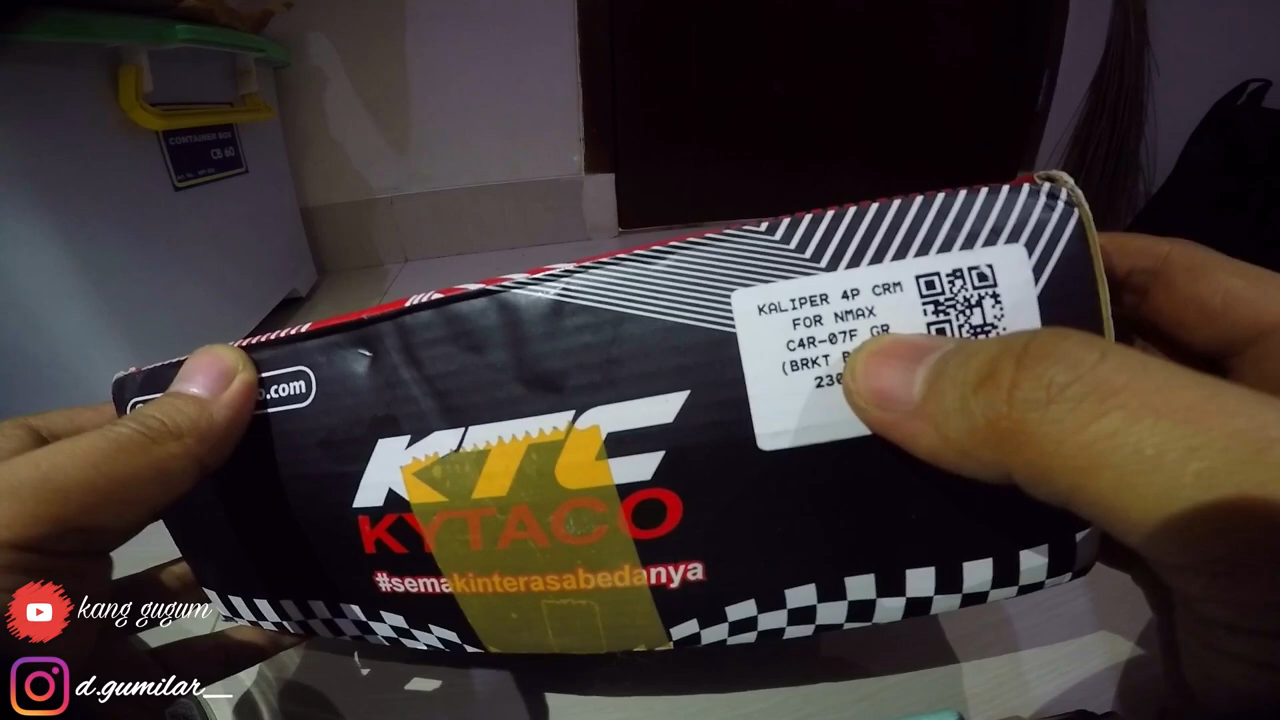 CONTAINER BOX
CB 60
KALIPER 4P CRM
FOR NMAX
C4R-07F GR
(BRKT
230
.com
KTC
KYTACO
#semakinterasabedanya
kang gugum
d.gumilar__